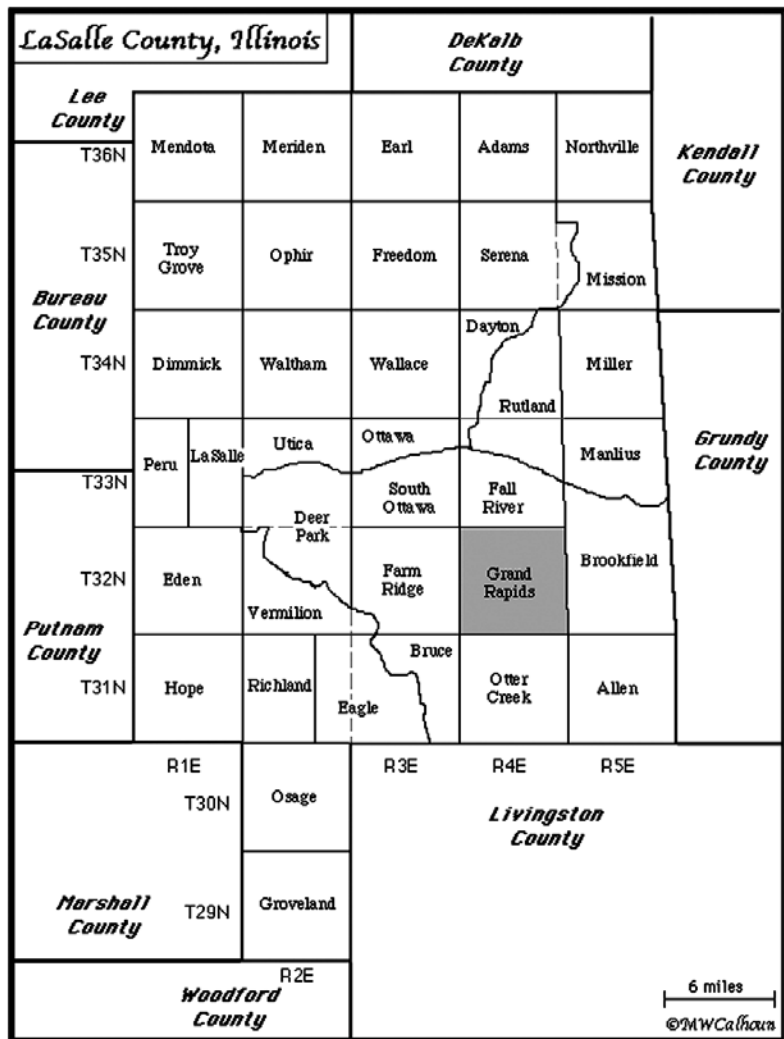 LaSalle County, Illinois
DeKalb
County
Lee
County
Kendall
County
T36N
Mendota
Meriden
Earl
Adams
Northville
T35N
Troy
Grove
Ophir
Freedom
Serena
Mission
Bureau
County
T34N
Dimmick
Waltham
Wallace
Dayton
Rutland
Miller
Grundy
County
T33N
Peru
LaSalle
Utica
Ottawa
Manlius
South
Ottawa
Fall
River
Deer
Park
T32N
Eden
Vermilion
Farm
Ridge
Grand
Rapids
Brookfield
Putnam
County
T31N
Hope
Richland
Eagle
Bruce
Otter
Creek
Allen
R1E
R3E
R4E
R5E
T30N
Osage
Livingston
County
Marshall
County
T29N
Groveland
R2E
Woodford
County
6 miles
©MWCalhoun